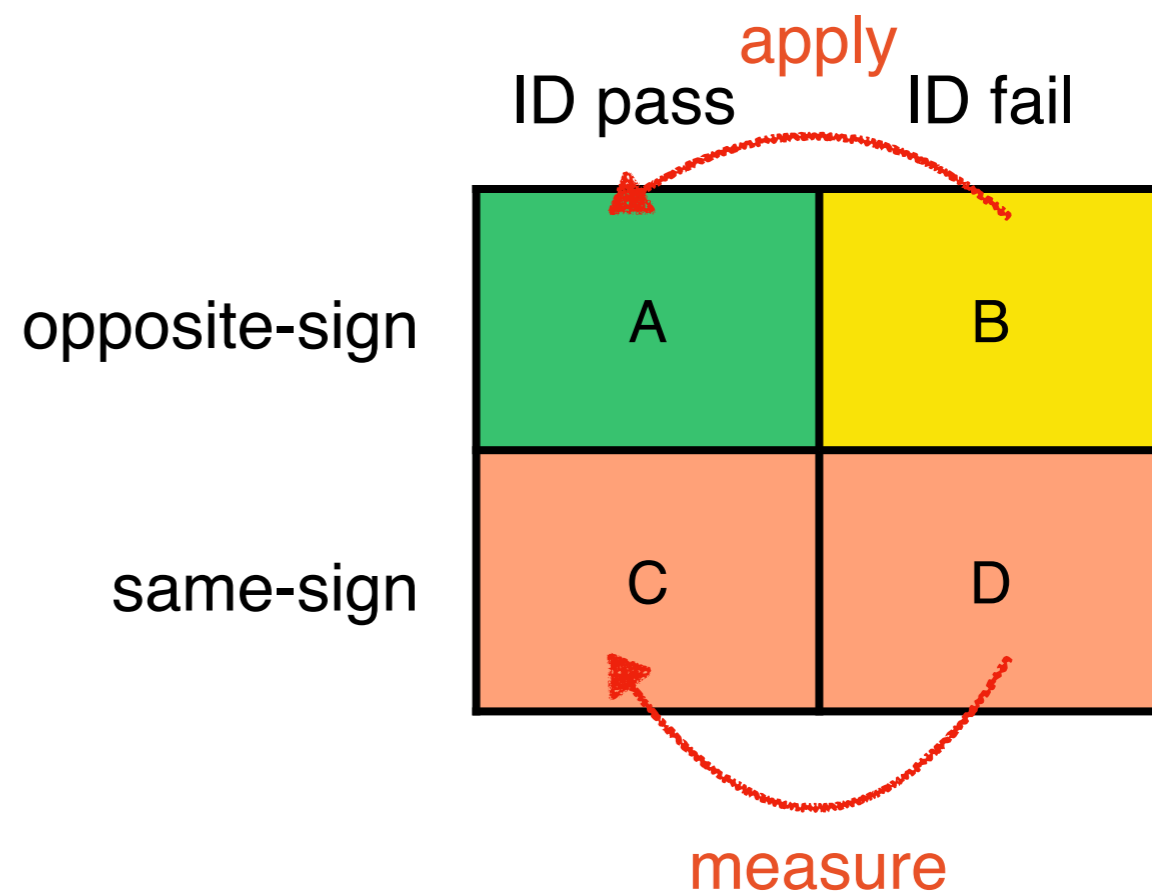 apply
ID pass ID fail
opposite-sign A B
same-sign C D
measure